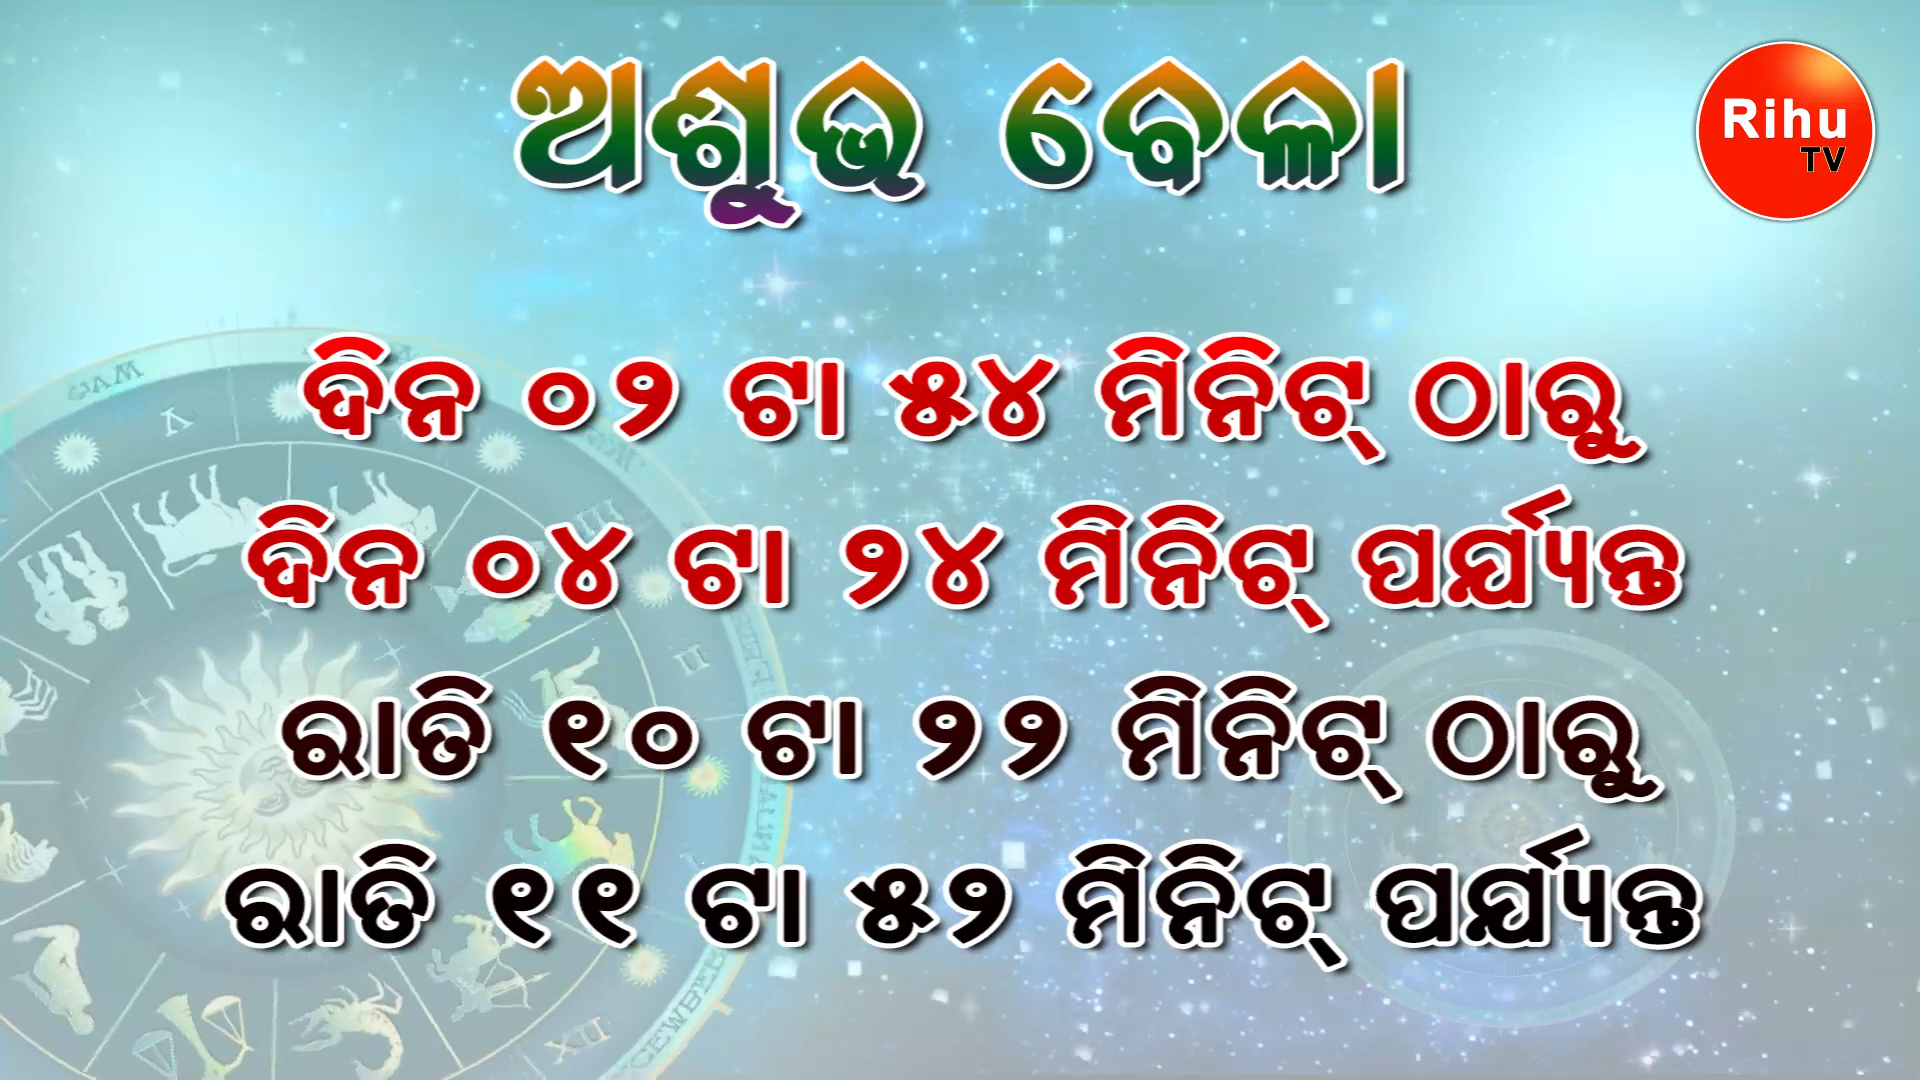 ଅଶୁଭ ବେଳା
Rihu
TV
ଦିନ ୦୨ ଟା ୫୪ ମିନିଟ୍ ଠାରୁ
ଦିନ ୦୪ ଟା ୨୪ ମିନିଟ୍ ପର୍ଯ୍ୟନ୍ତ
ରାତି ୧୦ ଟା ୨୨ ମିନିଟ୍ ଠାରୁ
ରାତି ୧୧ ଟା ୫୨ ମିନିଟ୍ ପର୍ଯ୍ୟନ୍ତ